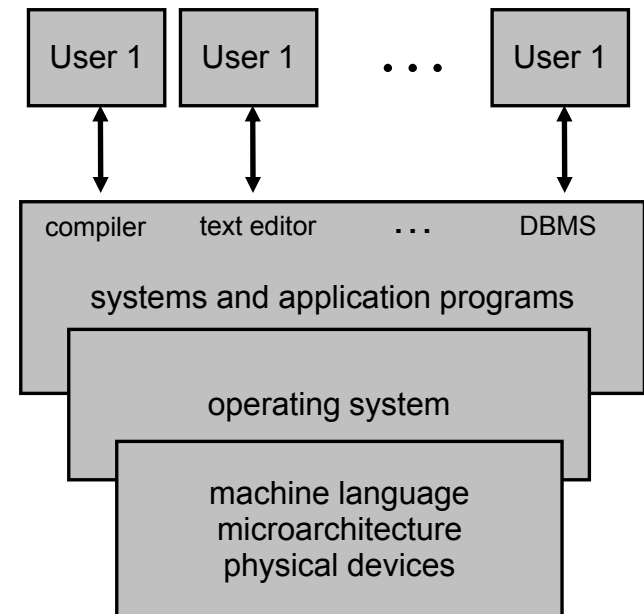 User 1 User 1 ... User 1
compiler text editor ... DBMS
systems and application programs
operating system
machine language
microarchitecture
physical devices